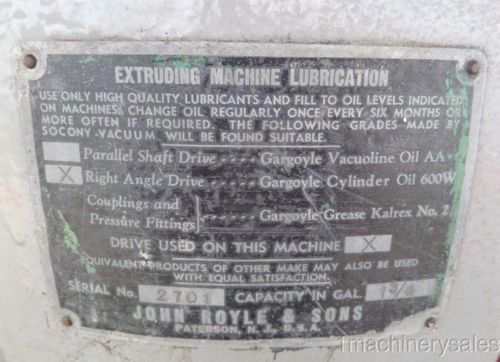 EXTRUDING MACHINE LUBRICATION
USE ONLY HIGH QUALITY LUBRICANTS AND FILL TO OIL LEVELS INDICATED
ON MACHINES. CHANGE OIL REGULARLY ONCE EVERY SIX MONTHS OR
MORE OFTEN IF REQUIRED. THE FOLLOWING GRADES MADE BY
SOCONY-VACUUM WILL BE FOUND SUITABLE.
Parallel Shaft Drive ----- Gargoyle Vacuoline Oil AA
X Right Angle Drive ------ Gargoyle Cylinder Oil 600W
Couplings and
Pressure Fittings } ----- Gargoyle Grease Kalrex No. 2
DRIVE USED ON THIS MACHINE X
EQUIVALENT PRODUCTS OF OTHER MAKE MAY ALSO BE USED
WITH EQUAL SATISFACTION.
SERIAL No. 2701 CAPACITY IN GAL. 1 3/4
JOHN ROYLE & SONS
PATERSON, N. J., U.S.A.
1machinerysales